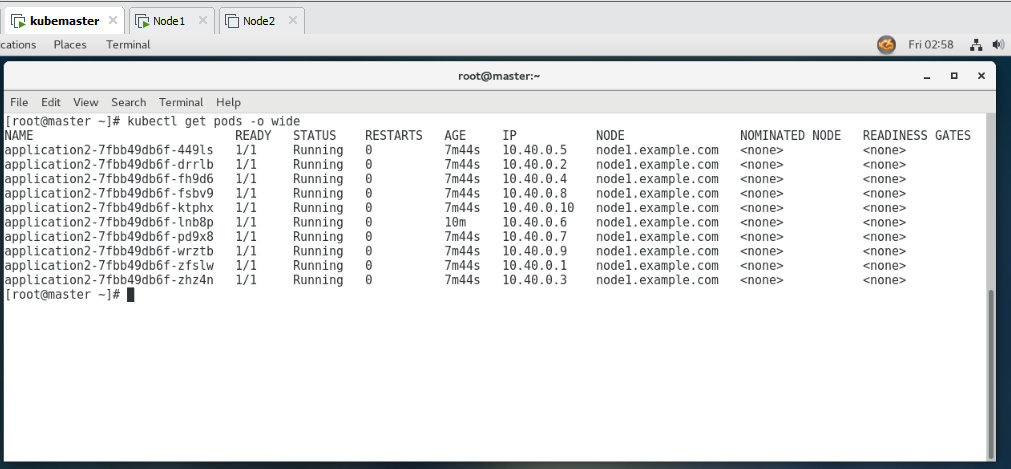 kubemaster Node1 Node2
cations Places Terminal Fri 02:58
root@master:~
File Edit View Search Terminal Help
[root@master ~]# kubectl get pods -o wide
NAME READY STATUS RESTARTS AGE IP NODE NOMINATED NODE READINESS GATES
application2-7fbb49db6f-449ls 1/1 Running 0 7m44s 10.40.0.5 node1.example.com <none> <none>
application2-7fbb49db6f-drrlb 1/1 Running 0 7m44s 10.40.0.2 node1.example.com <none> <none>
application2-7fbb49db6f-fh9d6 1/1 Running 0 7m44s 10.40.0.4 node1.example.com <none> <none>
application2-7fbb49db6f-fsbv9 1/1 Running 0 7m44s 10.40.0.8 node1.example.com <none> <none>
application2-7fbb49db6f-ktphx 1/1 Running 0 7m44s 10.40.0.10 node1.example.com <none> <none>
application2-7fbb49db6f-lnb8p 1/1 Running 0 10m 10.40.0.6 node1.example.com <none> <none>
application2-7fbb49db6f-pd9x8 1/1 Running 0 7m44s 10.40.0.7 node1.example.com <none> <none>
application2-7fbb49db6f-wrztb 1/1 Running 0 7m44s 10.40.0.9 node1.example.com <none> <none>
application2-7fbb49db6f-zfslw 1/1 Running 0 7m44s 10.40.0.1 node1.example.com <none> <none>
application2-7fbb49db6f-zhz4n 1/1 Running 0 7m44s 10.40.0.3 node1.example.com <none> <none>
[root@master ~]#